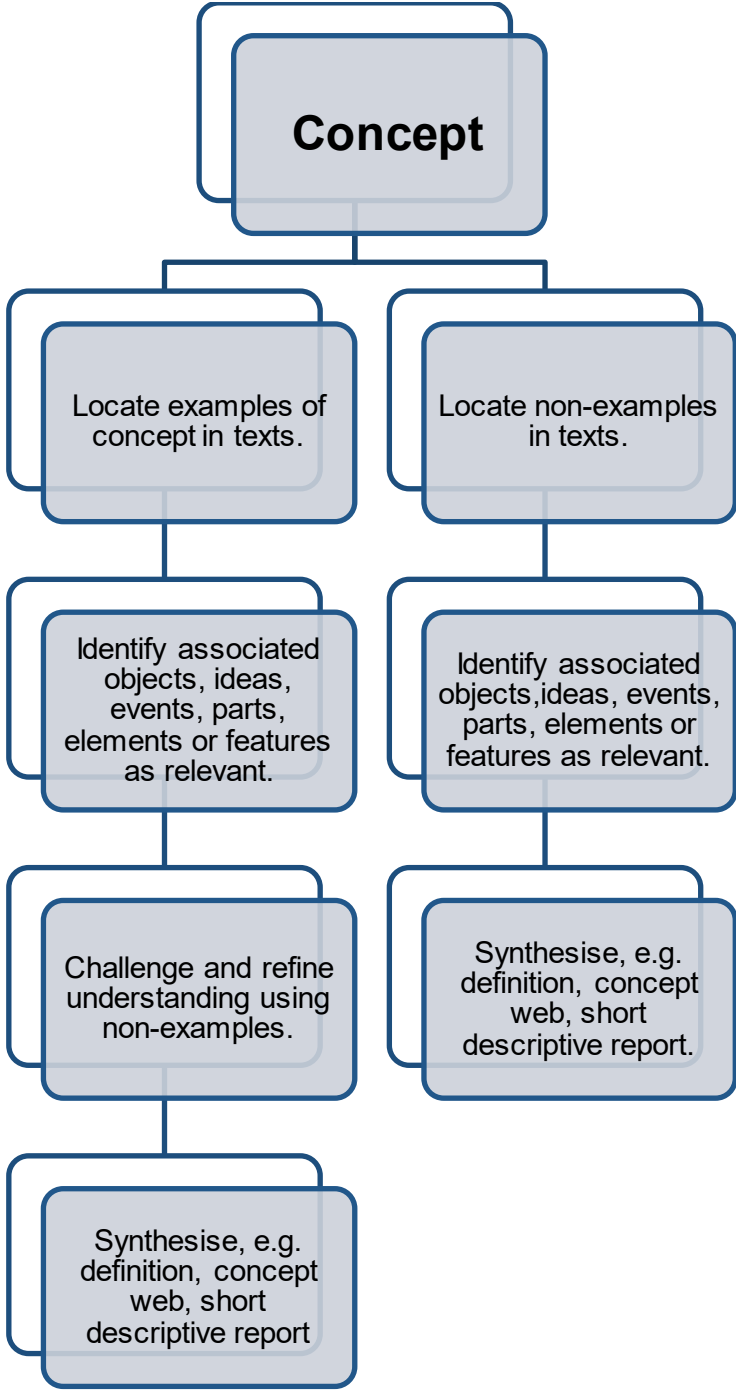 Concept
Locate examples of
concept in texts.
Locate non-examples
in texts.
Identify associated
objects, ideas,
events, parts,
elements or features
as relevant.
Identify associated
objects,ideas, events,
parts, elements or
features as relevant.
Challenge and refine
understanding using
non-examples.
Synthesise, e.g.
definition, concept
web, short
descriptive report.
Synthesise, e.g.
definition, concept
web, short
descriptive report